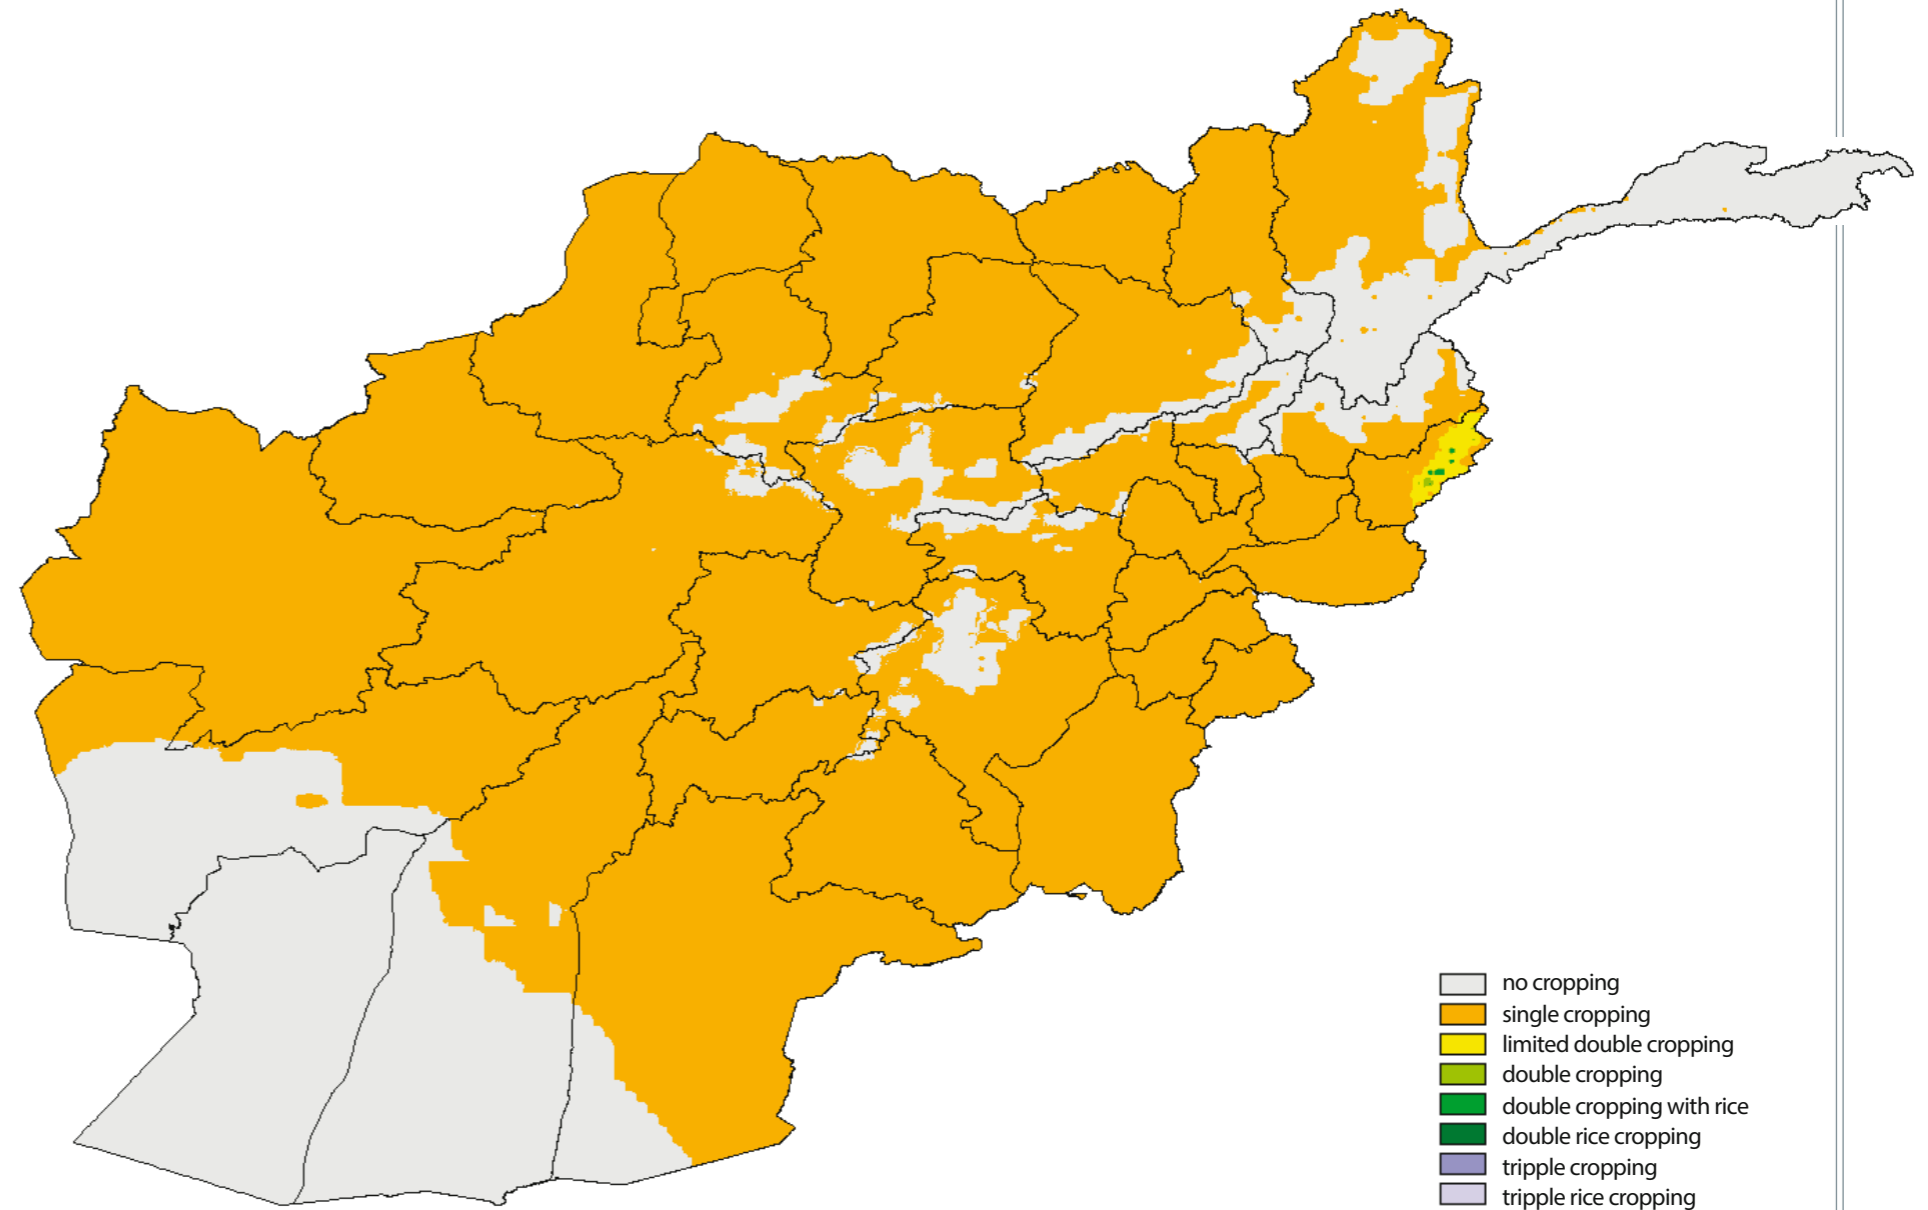 no cropping
single cropping
limited double cropping
double cropping
double cropping with rice
double rice cropping
tripple cropping
tripple rice cropping